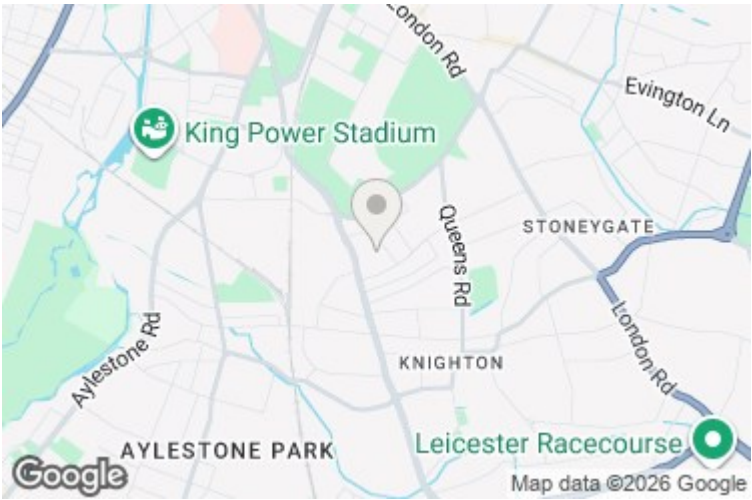 London Rd
Evington Ln
King Power Stadium
Queens Rd
STONEYGATE
Aylestone Rd
London Rd
KNIGHTON
AYLESTONE PARK
Leicester Racecourse
Google
Map data ©2026 Google